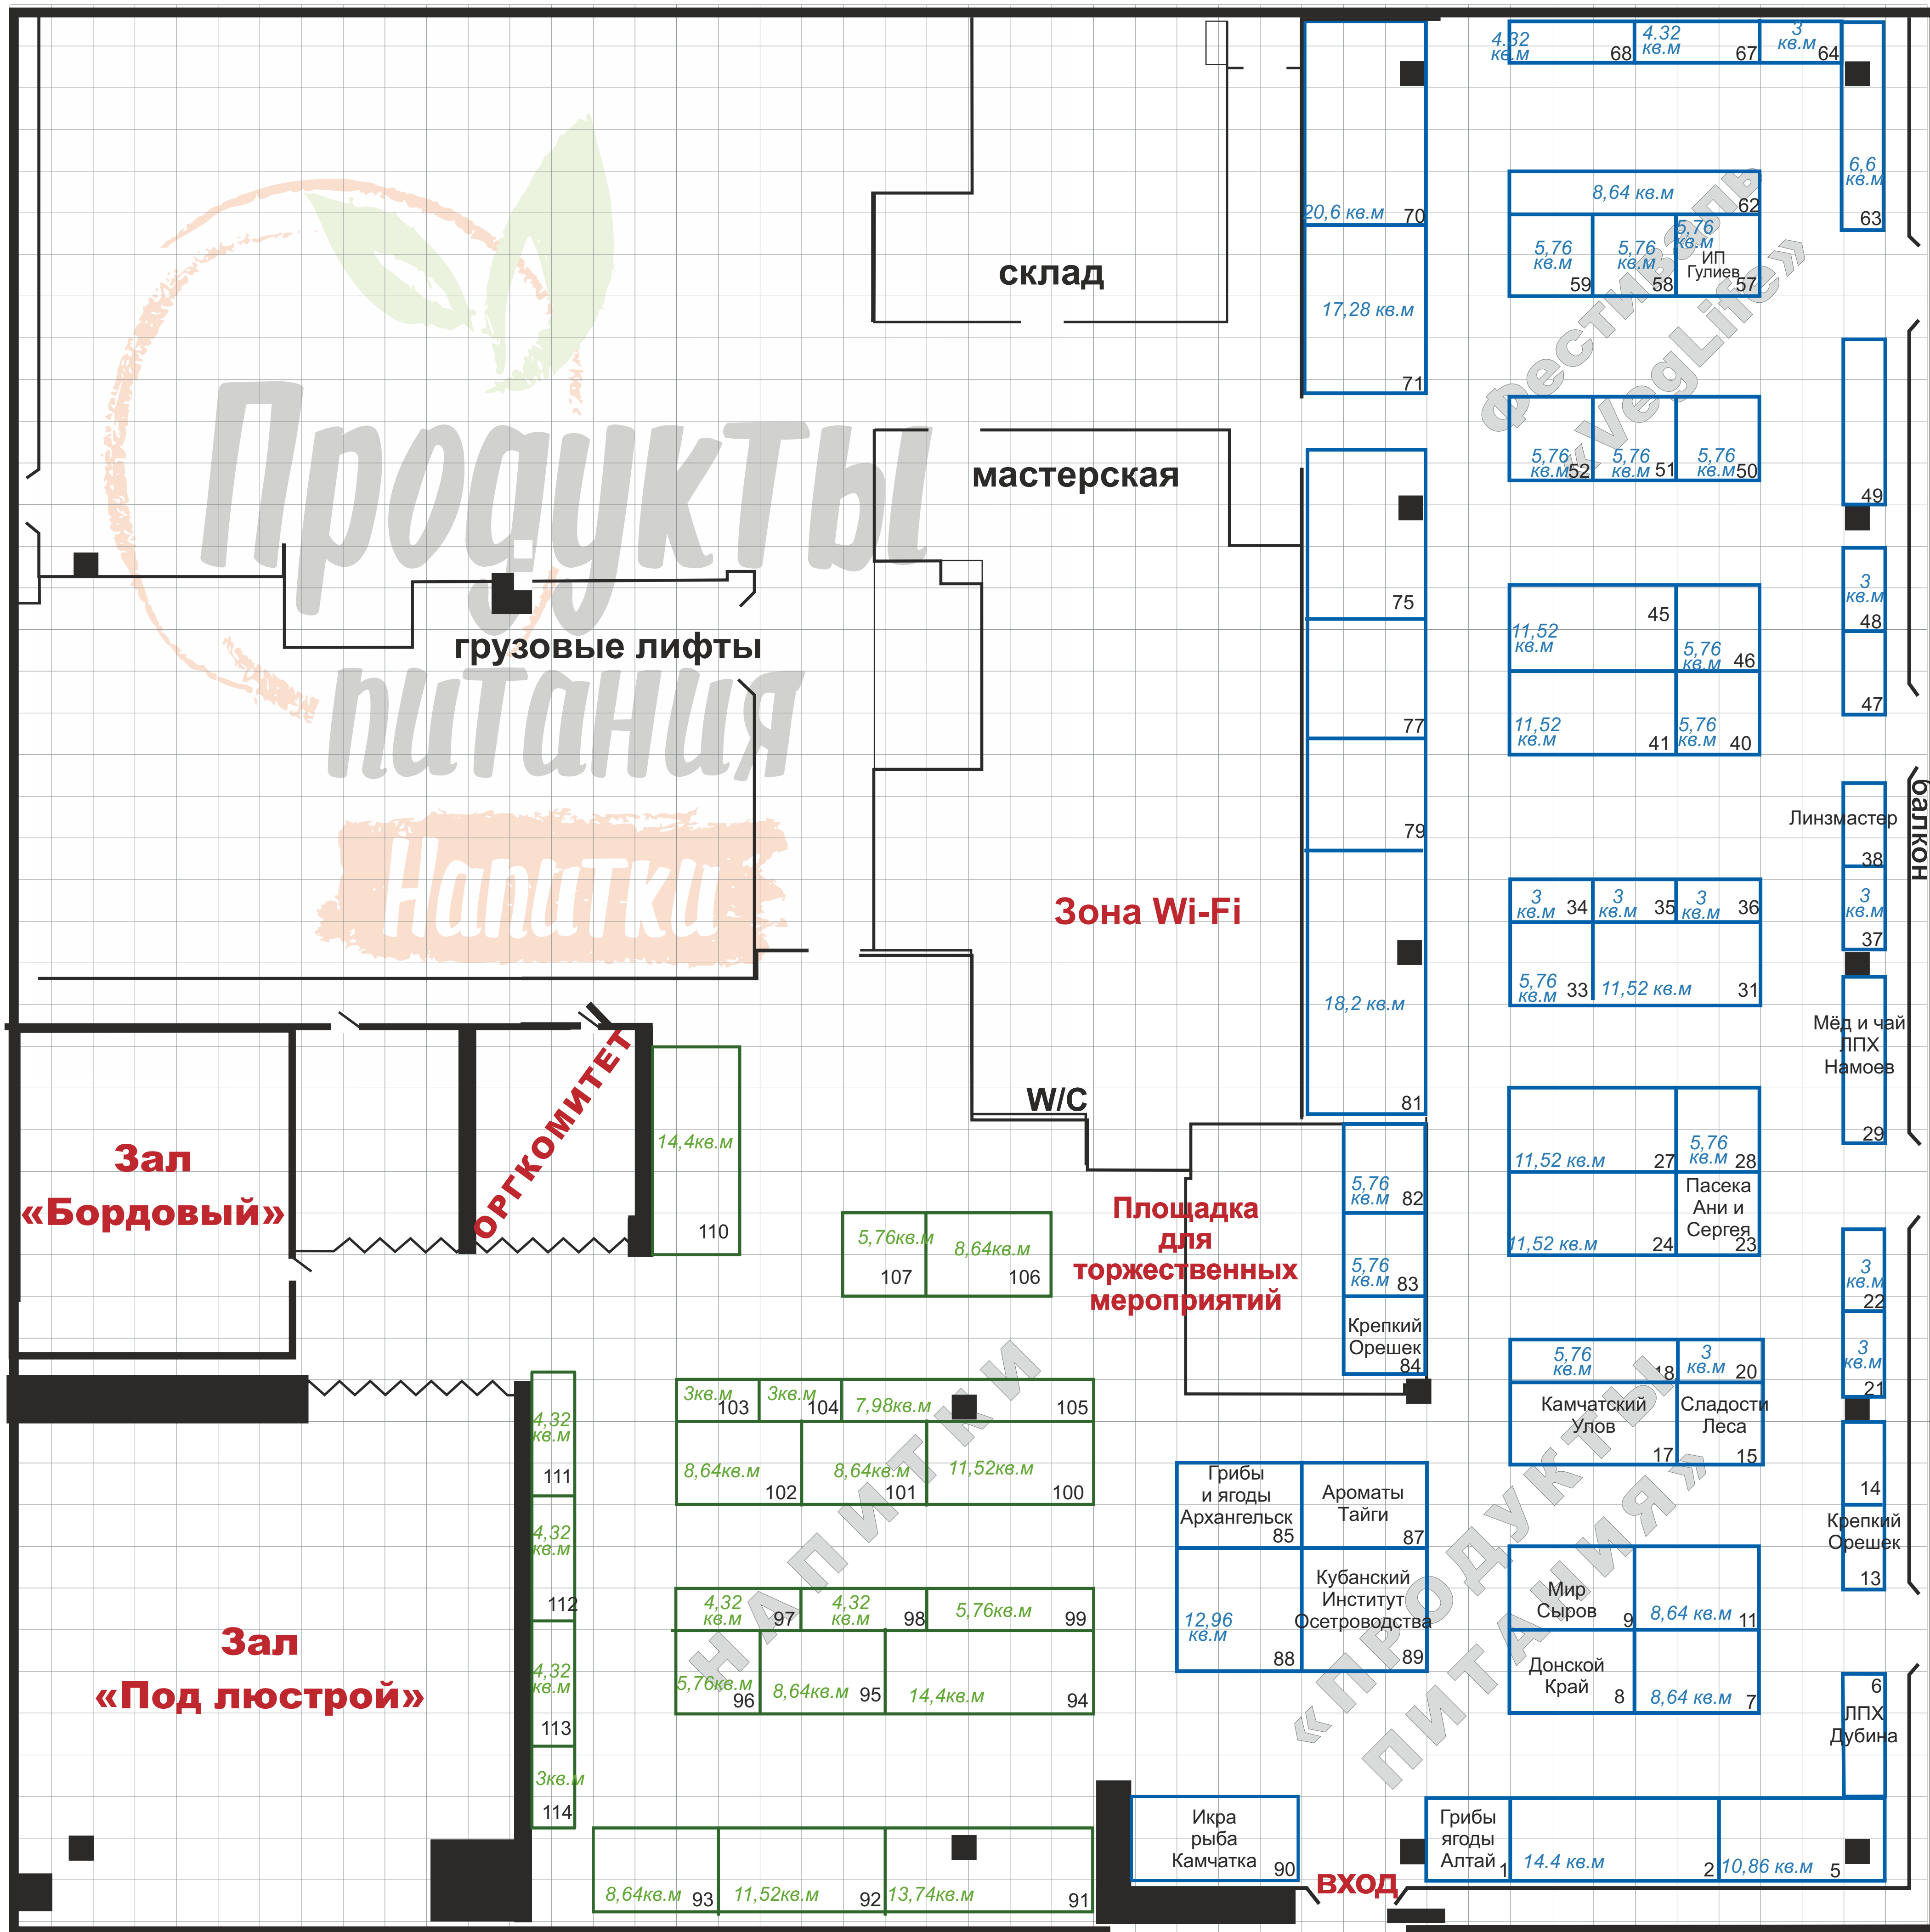 4.32
кв.м
68
4.32
кв.м
67
3
кв.м
64
6,6
кв.м
63
20,6 кв.м
70
17,28 кв.м
71
8,64 кв.м
62
5,76
кв.м
59
5,76
кв.м
58
5,76
кв.м
ИП
Гулиев
57
Фестиваль
«VegLife»
склад
мастерская
Продукты
питания
Напитки
грузовые лифты
5,76
кв.м
52
5,76
кв.м
51
5,76
кв.м
50
49
75
77
79
18,2 кв.м
81
45
11,52
кв.м
5,76
кв.м
46
11,52
кв.м
41
5,76
кв.м
40
3
кв.м
48
47
балкон
Линзмастер
38
3
кв.м
37
Зона Wi-Fi
3
кв.м
34
3
кв.м
35
3
кв.м
36
5,76
кв.м
33
11,52 кв.м
31
Мёд и чай
ЛПХ
Намоев
29
W/C
ОРГКОМИТЕТ
Зал
«Бордовый»
14,4кв.м
110
11,52 кв.м
27
5,76
кв.м
28
11,52 кв.м
24
Пасека
Ани и
Сергея
23
5,76
кв.м
82
5,76
кв.м
83
Крепкий
Орешек
84
Площадка
для
торжественных
мероприятий
5,76кв.м
107
8,64кв.м
106
3
кв.м
22
3
кв.м
21
5,76
кв.м
18
3
кв.м
20
Камчатский
Улов
17
Сладости
Леса
15
14
Крепкий
Орешек
13
3кв.м
103
3кв.м
104
7,98кв.м
105
8,64кв.м
102
8,64кв.м
101
11,52кв.м
100
НАПИТКИ
4,32
кв.м
111
4,32
кв.м
112
4,32
кв.м
113
3кв.м
114
Грибы
и ягоды
Архангельск
85
Ароматы
Тайги
87
12,96
кв.м
88
Кубанский
Институт
Осетроводства
89
«ПРОДУКТЫ
ПИТАНИЯ»
Мир
Сыров
9
8,64 кв.м
11
Донской
Край
8
8,64 кв.м
7
6
ЛПХ
Дубина
4,32
кв.м
97
4,32
кв.м
98
5,76кв.м
99
5,76кв.м
96
8,64кв.м
95
14,4кв.м
94
Зал
«Под люстрой»
8,64кв.м
93
11,52кв.м
92
13,74кв.м
91
Икра
рыба
Камчатка
90
вход
Грибы
ягоды
Алтай
1
14.4 кв.м
2
10,86 кв.м
5